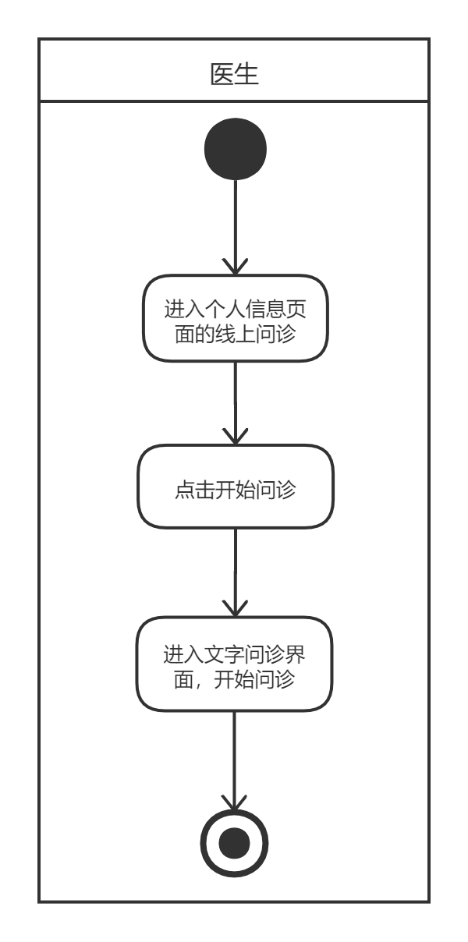 医生
进入个人信息页
面的线上问诊
点击开始问诊
进入文字问诊界
面，开始问诊